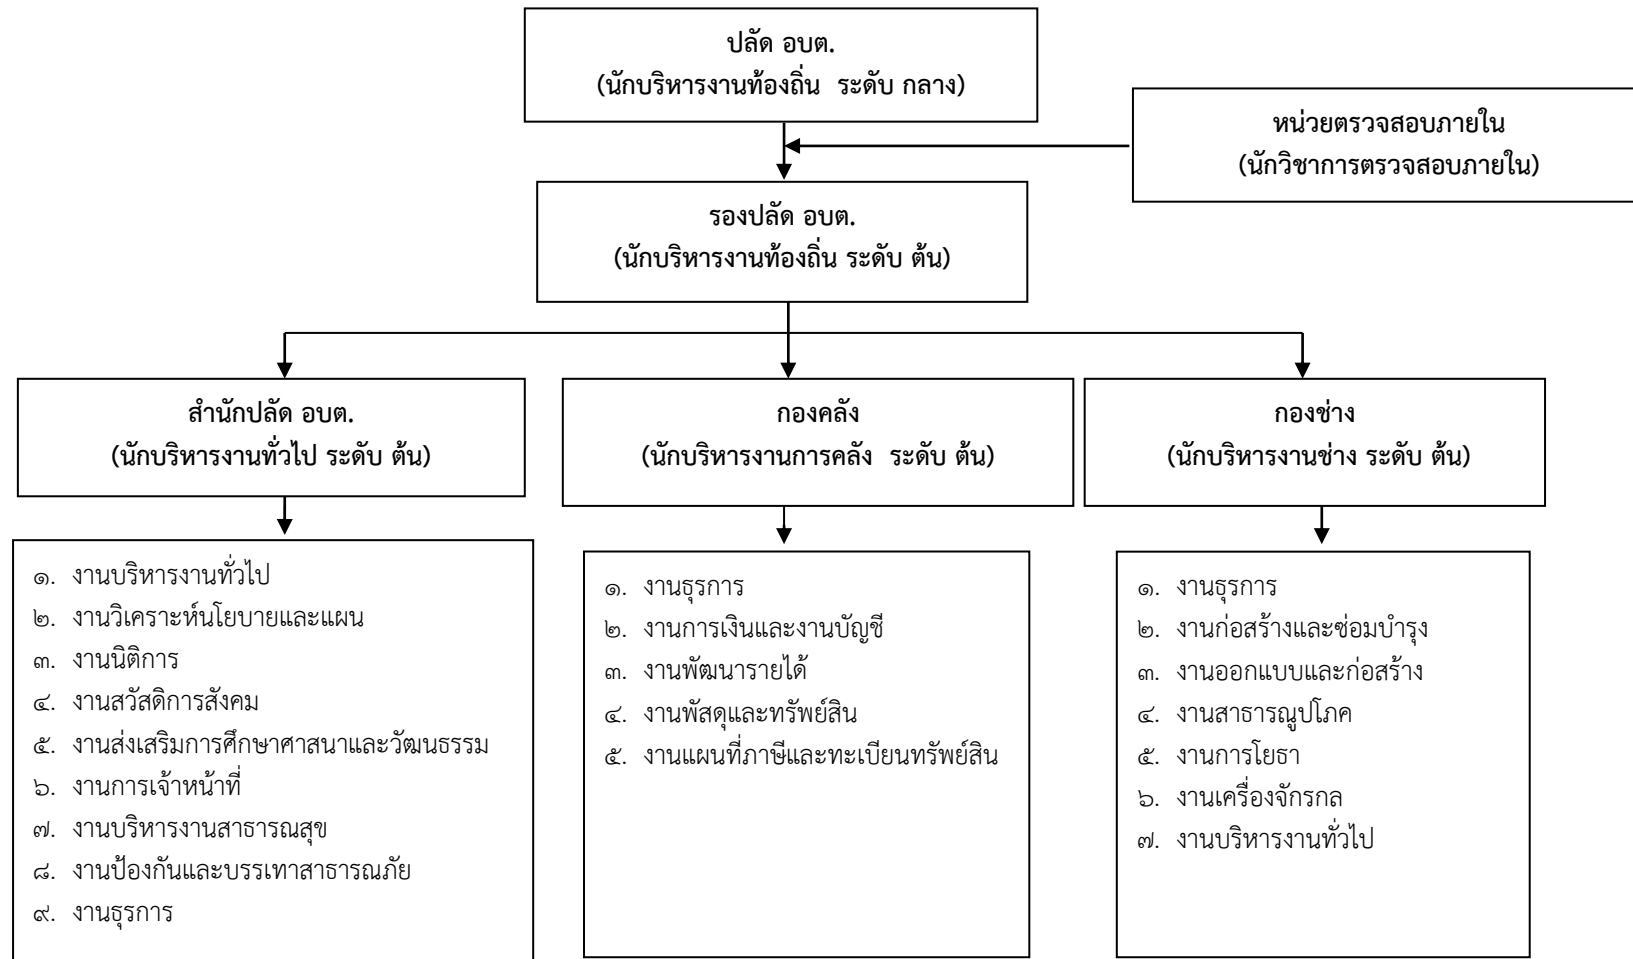 ปลัด อบต.
(นักบริหารงานท้องถิ่น  ระดับ กลาง)
หน่วยตรวจสอบภายใน
(นักวิชาการตรวจสอบภายใน)
รองปลัด อบต.
(นักบริหารงานท้องถิ่น ระดับ ต้น)
สำนักปลัด อบต.
(นักบริหารงานทั่วไป ระดับ ต้น)
กองคลัง
(นักบริหารงานการคลัง  ระดับ ต้น)
กองช่าง
(นักบริหารงานช่าง ระดับ ต้น)
๑. งานบริหารงานทั่วไป
๒. งานวิเคราะห์นโยบายและแผน
๓. งานนิติการ
๔. งานสวัสดิการสังคม
๕. งานส่งเสริมการศึกษาศาสนาและวัฒนธรรม
๖. งานการเจ้าหน้าที่
๗. งานบริหารงานสาธารณสุข
๘. งานป้องกันและบรรเทาสาธารณภัย
๙. งานธุรการ
๑. งานธุรการ
๒. งานการเงินและงานบัญชี
๓. งานพัฒนารายได้
๔. งานพัสดุและทรัพย์สิน
๕. งานแผนที่ภาษีและทะเบียนทรัพย์สิน
๑. งานธุรการ
๒. งานก่อสร้างและซ่อมบำรุง
๓. งานออกแบบและก่อสร้าง
๔. งานสาธารณูปโภค
๕. งานการโยธา
๖. งานเครื่องจักรกล
๗. งานบริหารงานทั่วไป